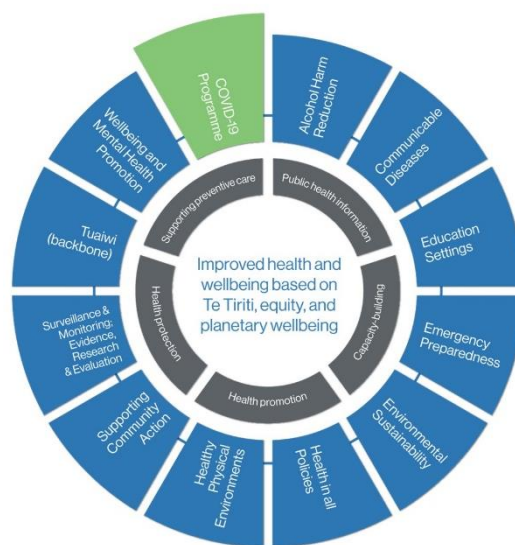 COVID-19
Programme
Alcohol Harm
Reduction
Communicable
Diseases
Education
Settings
Emergency
Preparedness
Environmental
Sustainability
Health in all
Policies
Healthy
Physical
Environments
Supporting
Community
Action
Surveillance &
Monitoring:
Evidence,
Research
& Evaluation
Tuaiwi
(backbone)
Wellbeing and
Mental Health
Promotion
Supporting preventive care
Public health information
Capacity-building
Health promotion
Health protection
Improved health and
wellbeing based on
Te Tiriti, equity, and
planetary wellbeing